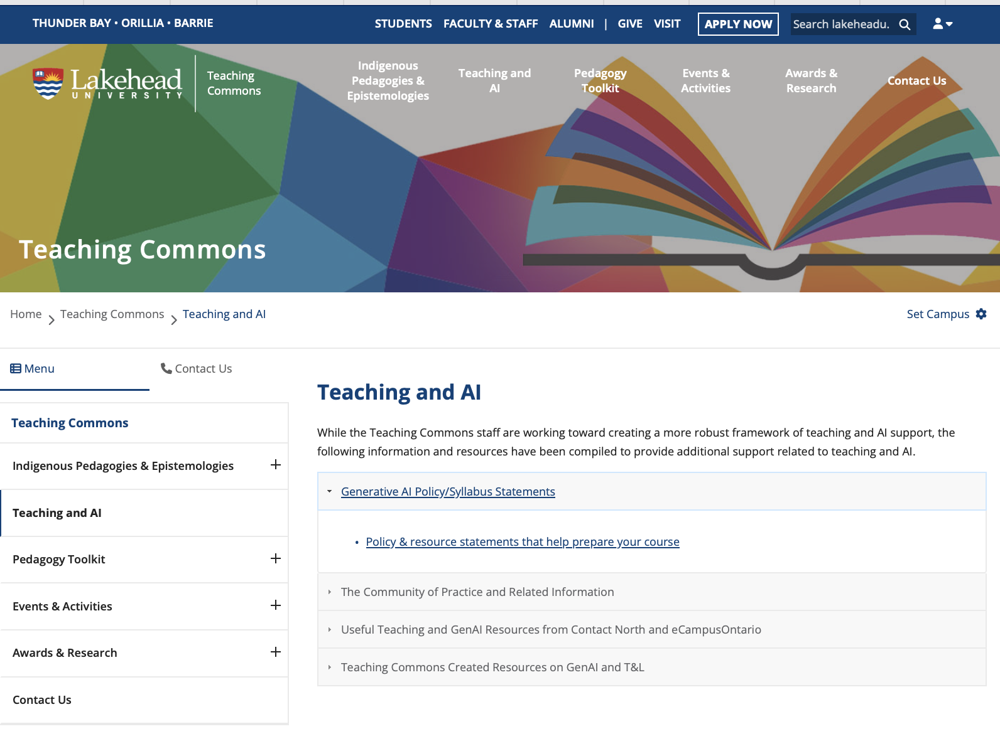 THUNDER BAY • ORILLIA • BARRIE
STUDENTS FACULTY & STAFF ALUMNI | GIVE VISIT APPLY NOW Search lakeheadu.
Lakehead
UNIVERSITY
Teaching
Commons
Indigenous
Pedagogies &
Epistemologies
Teaching and
AI
Pedagogy
Toolkit
Events &
Activities
Awards &
Research
Contact Us
Teaching Commons
Home
Teaching Commons
Teaching and AI
Set Campus
Menu
Contact Us
Teaching Commons
Indigenous Pedagogies & Epistemologies
Teaching and AI
Pedagogy Toolkit
Events & Activities
Awards & Research
Contact Us
Teaching and AI
While the Teaching Commons staff are working toward creating a more robust framework of teaching and AI support, the
following information and resources have been compiled to provide additional support related to teaching and AI.
Generative AI Policy/Syllabus Statements
• Policy & resource statements that help prepare your course
The Community of Practice and Related Information
Useful Teaching and GenAI Resources from Contact North and eCampusOntario
Teaching Commons Created Resources on GenAI and T&L